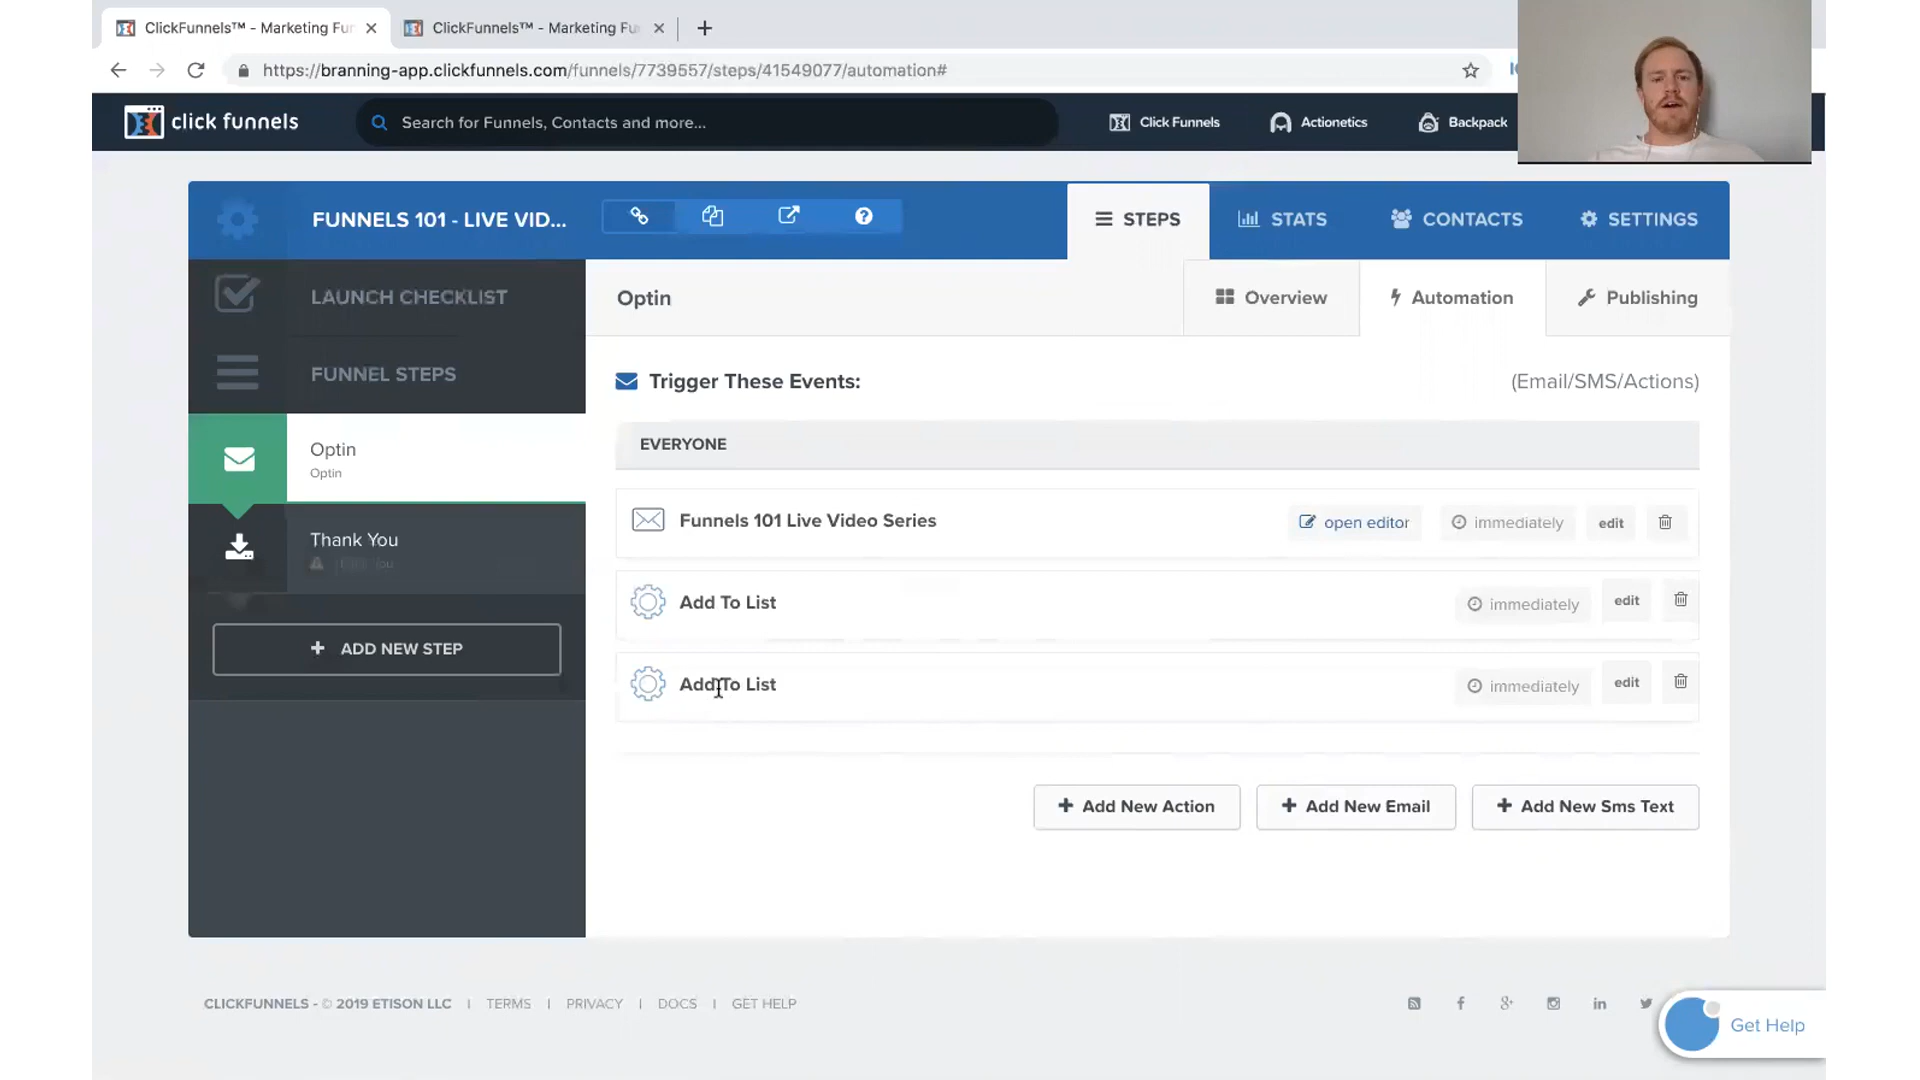 ClickFunnels™ - Marketing Fun
ClickFunnels™ - Marketing Fu
https://branning-app.clickfunnels.com/funnels/7739557/steps/41549077/automation#
click funnels
Search for Funnels, Contacts and more...
Click Funnels
Actionetics
Backpack
FUNNELS 101 - LIVE VID...
STEPS
STATS
CONTACTS
SETTINGS
LAUNCH CHECKLIST
Optin
Overview
Automation
Publishing
FUNNEL STEPS
Trigger These Events:
(Email/SMS/Actions)
EVERYONE
Optin
Optin
Funnels 101 Live Video Series
open editor
immediately
edit
Thank You
Add To List
immediately
edit
ADD NEW STEP
Add To List
immediately
edit
Add New Action
Add New Email
Add New Sms Text
CLICKFUNNELS - © 2019 ETISON LLC | TERMS | PRIVACY | DOCS | GET HELP
Get Help